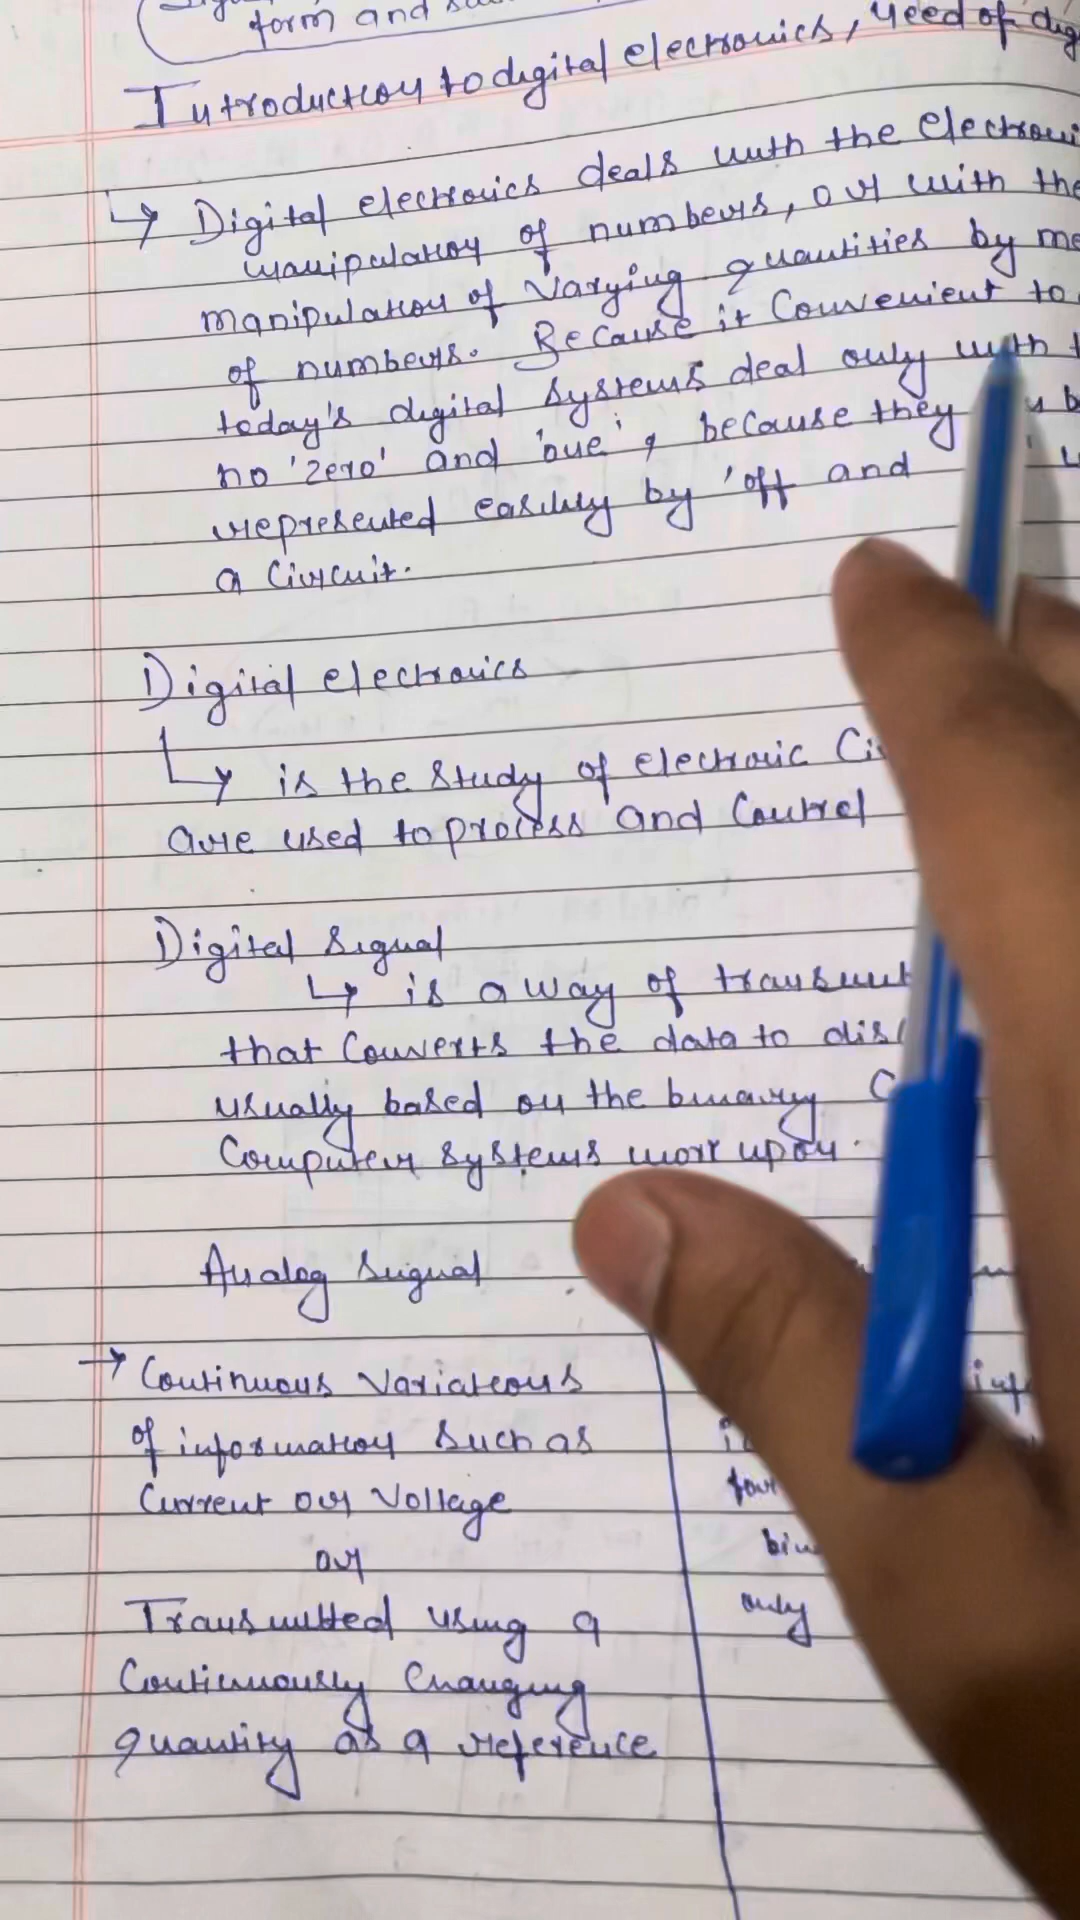 form and
Introduction to digital electronics, Need of dig
↳ Digital electronics deals with the electroni
manipulation of numbers, or with the
manipulation of varying quantities by me
of numbers. Because it convenient to
today's digital systems deal only with t
no 'zero' and 'one', because they b
represented easily by 'off and
a circuit.
Digital electronics
↳ is the study of electronic Ci
are used to process and control
Digital signal
↳ is a way of transmit
that converts the data to dis
usually based on the binary C
computer systems work upon.
Analog signal
→ Continuous variations
of information such as
current or voltage
or
Transmitted using a
continuously changing
quantity as a reference
inf
for
bin
only